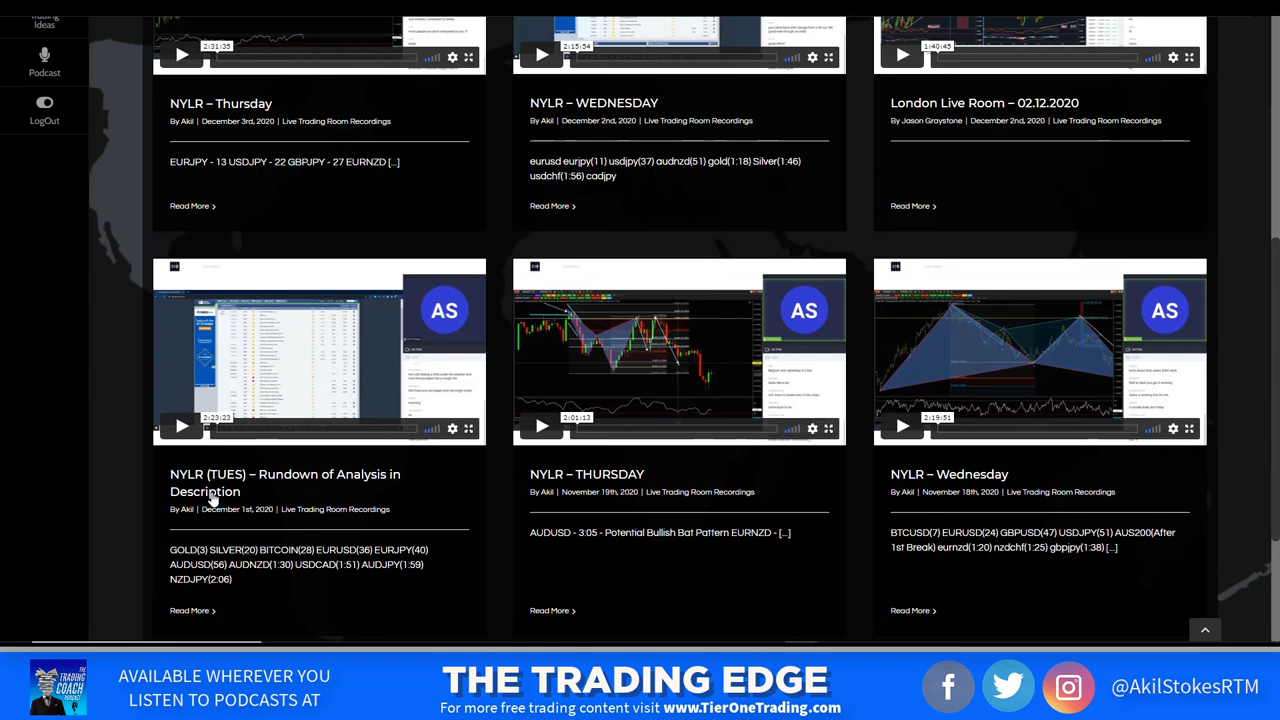 Trading
Ideas
Podcast
LogOut
2:31:35
2:15:54
1:40:45
NYLR – Thursday
By Akil | December 3rd, 2020 | Live Trading Room Recordings
EURJPY - 13 USDJPY - 22 GBPJPY - 27 EURNZD [...]
Read More >
NYLR – WEDNESDAY
By Akil | December 2nd, 2020 | Live Trading Room Recordings
eurusd eurjpy(11) usdjpy(37) audnzd(51) gold(1:18) Silver(1:46)
usdchf(1:56) cadjpy
Read More >
London Live Room – 02.12.2020
By Jason Graystone | December 2nd, 2020 | Live Trading Room Recordings
Read More >
AS
2:23:23
AS
2:01:13
AS
2:19:51
NYLR (TUES) – Rundown of Analysis in
Description
By Akil | December 1st, 2020 | Live Trading Room Recordings
GOLD(3) SILVER(20) BITCOIN(28) EURUSD(36) EURJPY(40)
AUDUSD(56) AUDNZD(1:30) USDCAD(1:51) AUDJPY(1:59)
NZDJPY(2:06)
Read More >
NYLR – THURSDAY
By Akil | November 19th, 2020 | Live Trading Room Recordings
AUDUSD - 3:05 - Potential Bullish Bat Pattern EURNZD - [...]
Read More >
NYLR – Wednesday
By Akil | November 18th, 2020 | Live Trading Room Recordings
BTCUSD(7) EURUSD(24) GBPUSD(47) USDJPY(51) AUS200(After
1st Break) eurnzd(1:20) nzdchf(1:25) gbpjpy(1:38) [...]
Read More >
THE
TRADING
COACH
PODCAST
AVAILABLE WHEREVER YOU
LISTEN TO PODCASTS AT
THE TRADING EDGE
For more free trading content visit www.TierOneTrading.com
@AkilStokesRTM